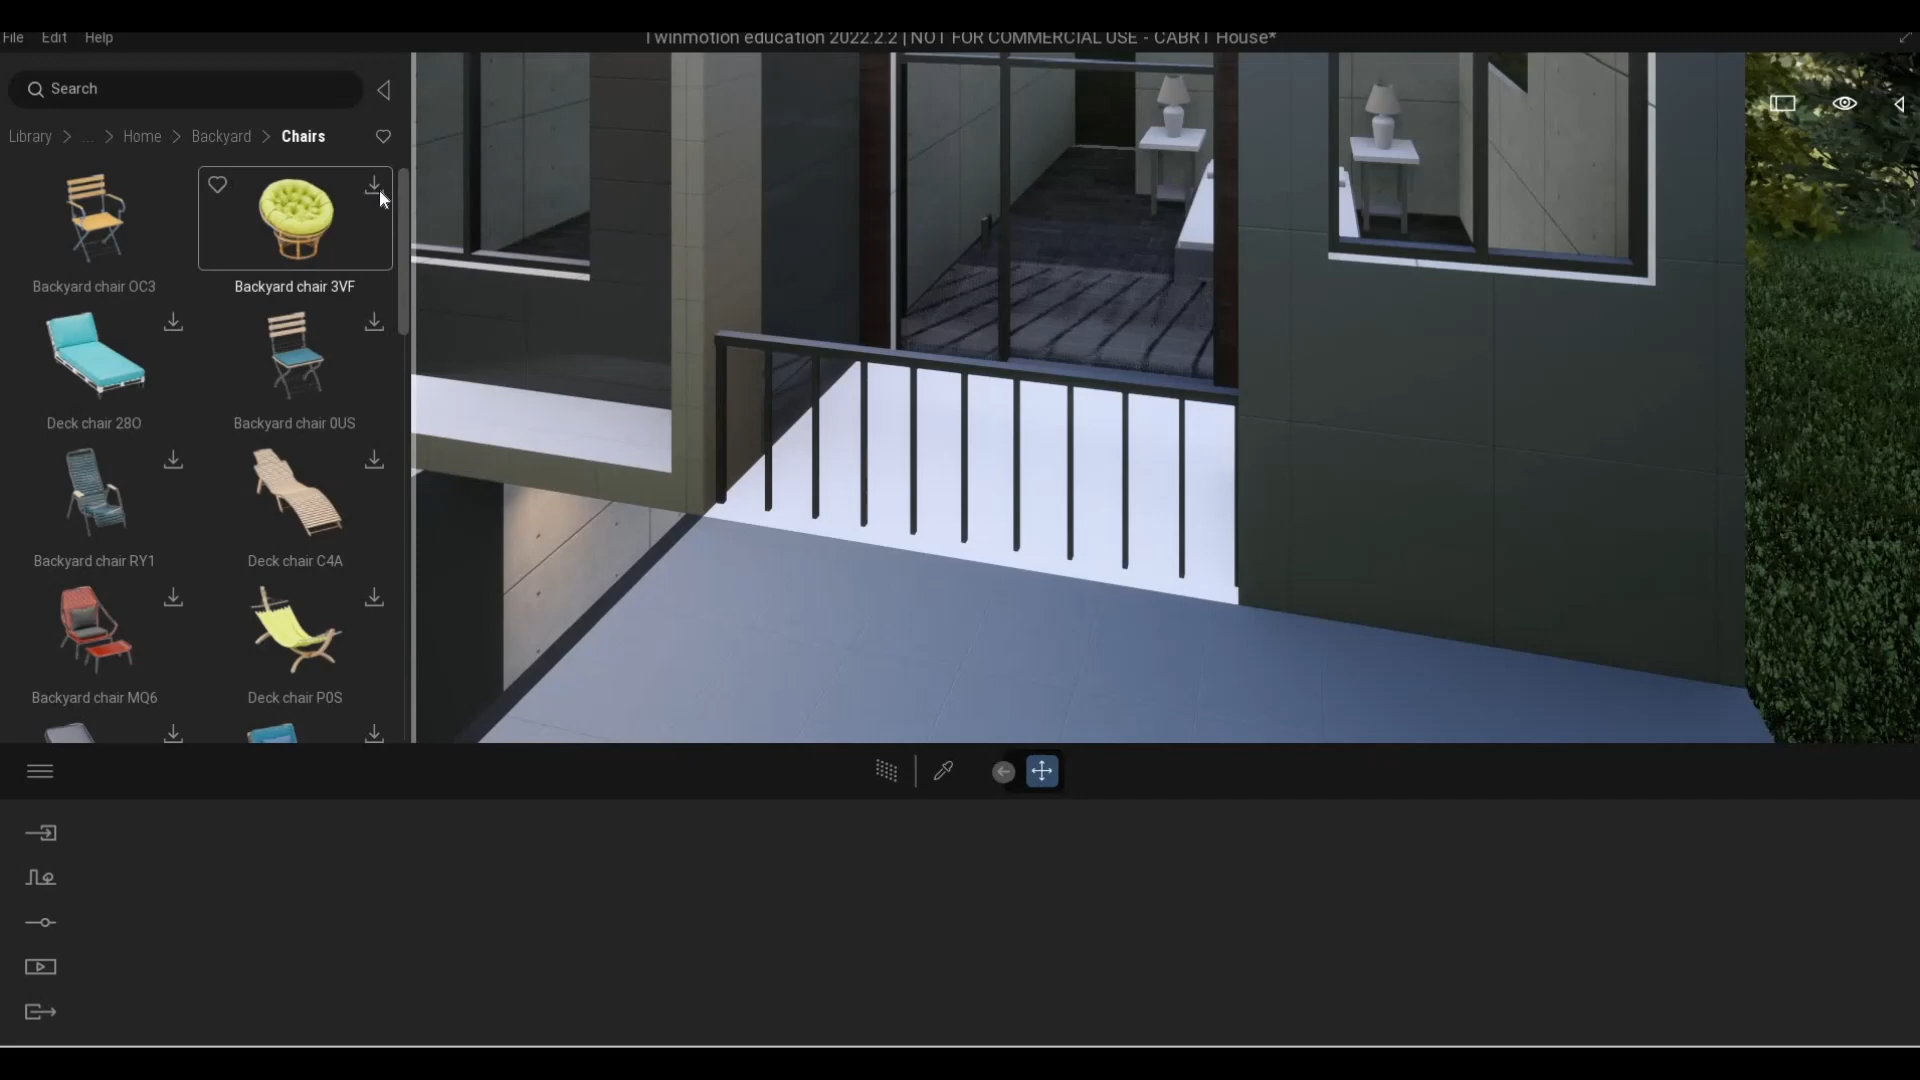 File Edit Help
Twinmotion education 2022.2.2 | NOT FOR COMMERCIAL USE - CABRT House*
Search
Library > .... > Home > Backyard > Chairs
Backyard chair OC3
Backyard chair 3VF
Deck chair 28O
Backyard chair 0US
Backyard chair RY1
Deck chair C4A
Backyard chair MQ6
Deck chair P0S